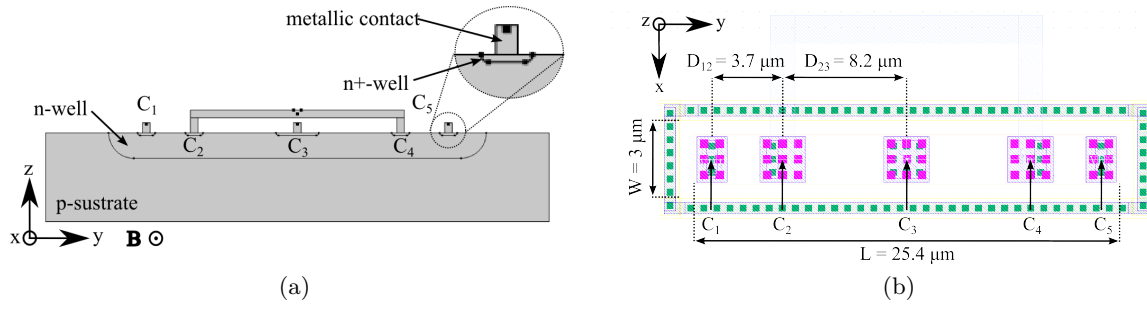 metallic contact
n+-well
n-well
C₁
C₅
C₂
C₃
C₄
z
p-sustrate
x
y
B
(a)
z
y
x
D₁₂ = 3.7 µm
D₂₃ = 8.2 µm
W = 3 µm
C₁
C₂
C₃
C₄
C₅
L = 25.4 µm
(b)